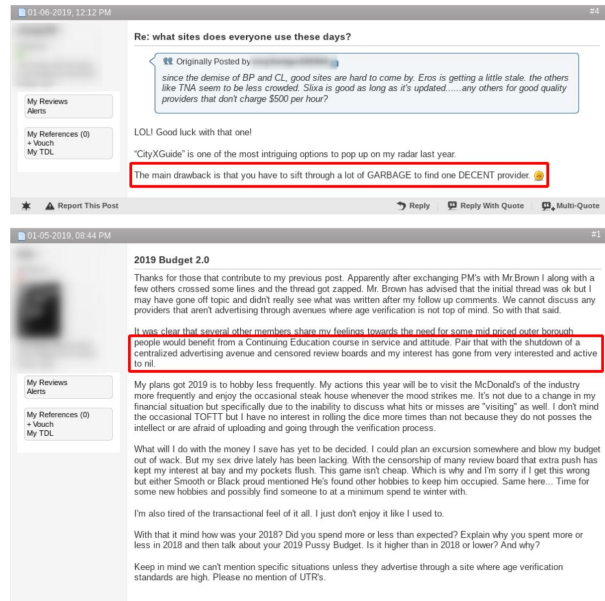 01-06-2019, 12:12 PM
#4
Re: what sites does everyone use these days?
Originally Posted by
since the demise of BP and CL, good sites are hard to come by. Eros is getting a little stale. the others
like TNA seem to be less crowded. Slixa is good as long as it's updated......any others for good quality
providers that don't charge $500 per hour?
My Reviews
Alerts
My References (0)
+ Vouch
My TDL
LOL! Good luck with that one!
“CityXGuide” is one of the most intriguing options to pop up on my radar last year.
The main drawback is that you have to sift through a lot of GARBAGE to find one DECENT provider.
Report This Post
Reply
Reply With Quote
Multi-Quote
01-05-2019, 08:44 PM
#1
2019 Budget 2.0
Thanks for those that contribute to my previous post. Apparently after exchanging PM's with Mr.Brown I along with a
few others crossed some lines and the thread got zapped. Mr. Brown has advised that the initial thread was ok but I
may have gone off topic and didn't really see what was written after my follow up comments. We cannot discuss any
providers that aren't advertising through avenues where age verification is not top of mind. So with that said.
It was clear that several other members share my feelings towards the need for some mid priced outer borough
people would benefit from a Continuing Education course in service and attitude. Pair that with the shutdown of a
centralized advertising avenue and censored review boards and my interest has gone from very interested and active
to nil.
My Reviews
Alerts
My References (0)
+ Vouch
My TDL
My plans got 2019 is to hobby less frequently. My actions this year will be to visit the McDonald's of the industry
more frequently and enjoy the occasional steak house whenever the mood strikes me. It's not due to a change in my
financial situation but specifically due to the inability to discuss what hits or misses are "visiting" as well. I don't mind
the occasional TOFTT but I have no interest in rolling the dice more times than not because they do not posses the
intellect or are afraid of uploading and going through the verification process.
What will I do with the money I save has yet to be decided. I could plan an excursion somewhere and blow my budget
out of wack. But my sex drive lately has been lacking. With the censorship of many review board that extra push has
kept my interest at bay and my pockets flush. This game isn't cheap. Which is why and I'm sorry if I get this wrong
but either Smooth or Black proud mentioned He's found other hobbies to keep him occupied. Same here... Time for
some new hobbies and possibly find someone to at a minimum spend te winter with.
I'm also tired of the transactional feel of it all. I just don't enjoy it like I used to.
With that it mind how was your 2018? Did you spend more or less than expected? Explain why you spent more or
less in 2018 and then talk about your 2019 Pussy Budget. Is it higher than in 2018 or lower? And why?
Keep in mind we can't mention specific situations unless they advertise through a site where age verification
standards are high. Please no mention of UTR's.